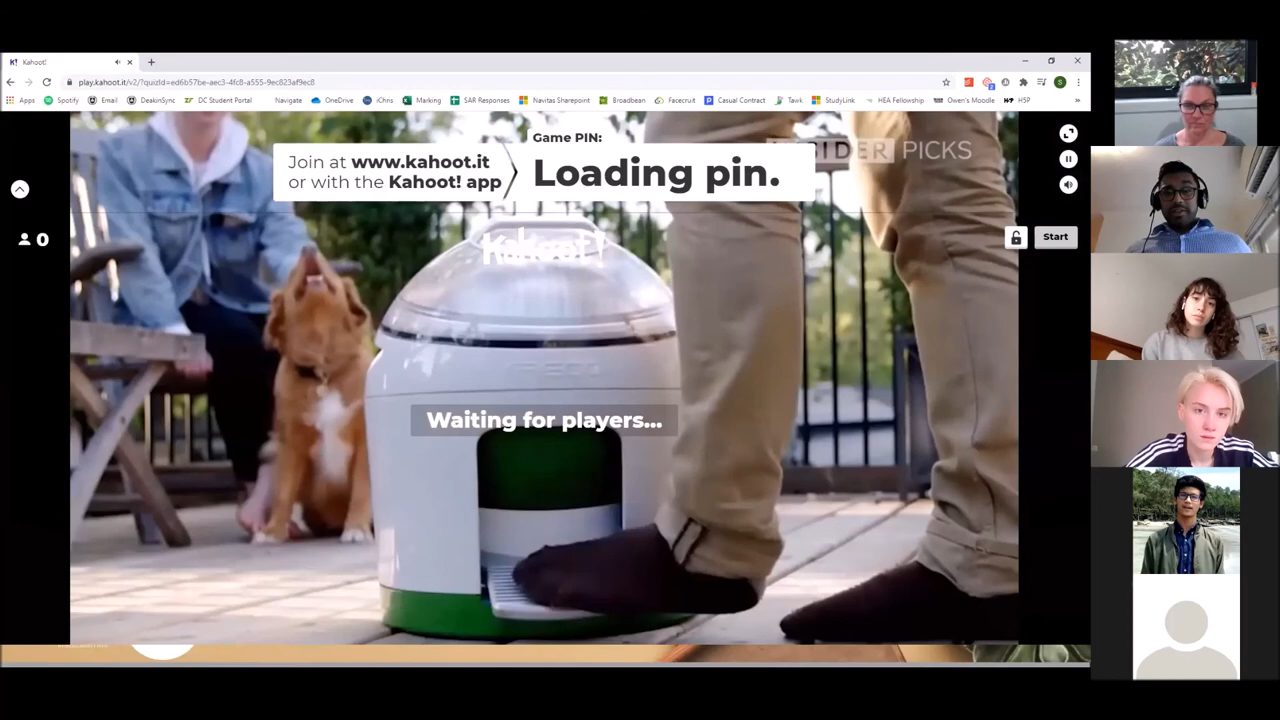 Kahoot!
play.kahoot.it/v2/?quizId=ed6b57be-aec3-4fc8-a555-9ec823af9ec8
Apps Spotify Email DeakinSync DC Student Portal Navigate OneDrive iChris Marking SAR Responses Navitas Sharepoint Broadbean Facecruit Casual Contract Tawk StudyLink HEA Fellowship Owen's Moodle H5P »
Game PIN:
Join at www.kahoot.it
or with the Kahoot! app
Loading pin.
PICKS
0
Start
Kahoot!
Waiting for players...